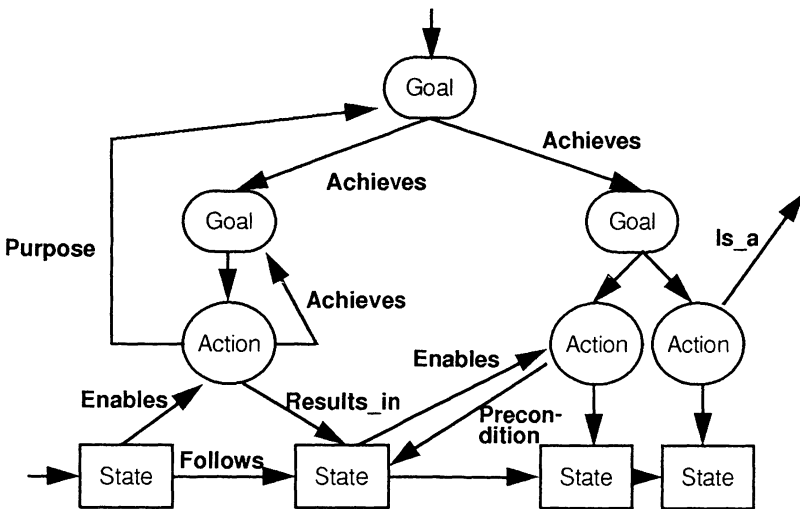 Goal
Achieves
Achieves
Goal
Goal
Is_a
Purpose
Achieves
Action
Action
Action
Enables
Enables
Results_in
Precon-
dition
Follows
State
State
State
State